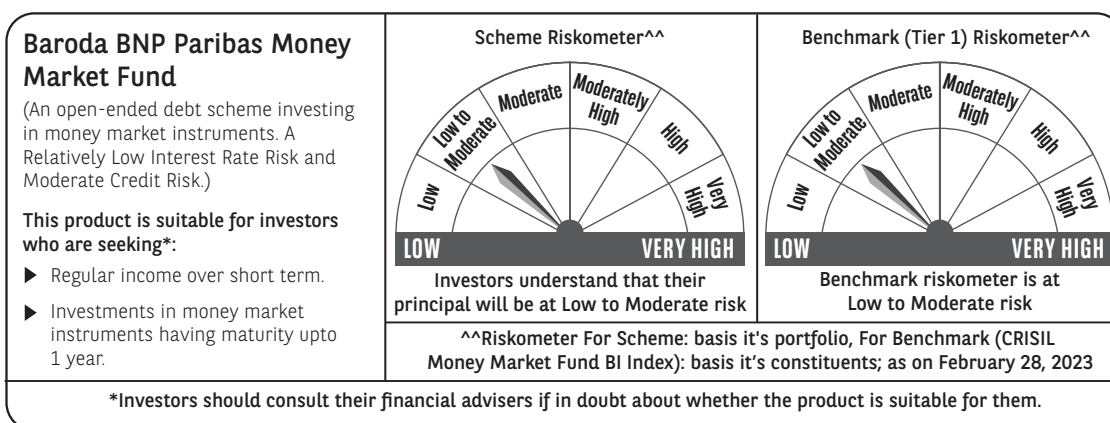 Baroda BNP Paribas Money
Market Fund
(An open-ended debt scheme investing
in money market instruments. A
Relatively Low Interest Rate Risk and
Moderate Credit Risk.)
This product is suitable for investors
who are seeking*:
▶ Regular income over short term.
▶ Investments in money market
instruments having maturity upto
1 year.
Scheme Riskometer^^
Low
Low to
Moderate
Moderate
Moderately
High
High
Very
High
LOW
VERY HIGH
Investors understand that their
principal will be at Low to Moderate risk
Benchmark (Tier 1) Riskometer^^
Low
Low to
Moderate
Moderate
Moderately
High
High
Very
High
LOW
VERY HIGH
Benchmark riskometer is at
Low to Moderate risk
^^Riskometer For Scheme: basis it's portfolio, For Benchmark (CRISIL
Money Market Fund BI Index): basis it’s constituents; as on February 28, 2023
*Investors should consult their financial advisers if in doubt about whether the product is suitable for them.